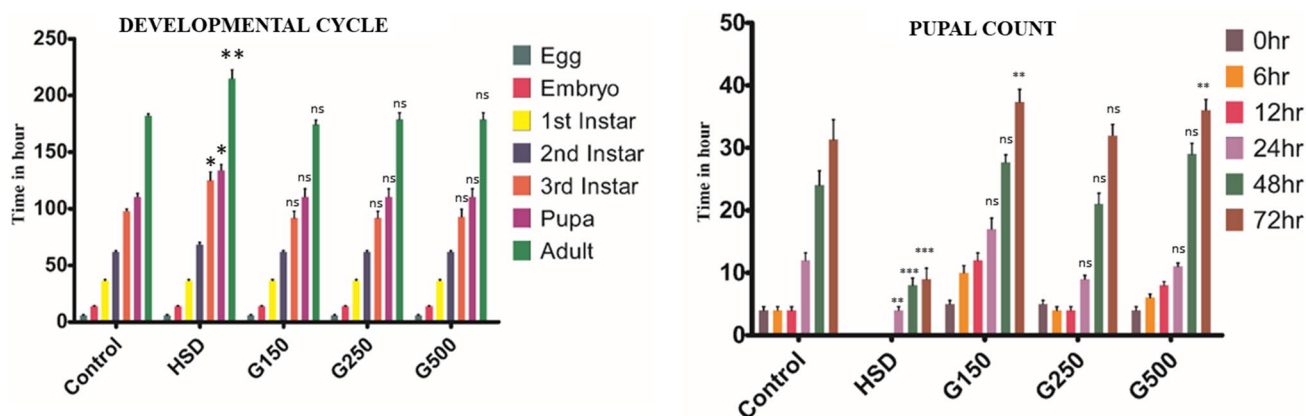 DEVELOPMENTAL CYCLE
250
200
150
100
50
0
Time in hour
**
*
*
ns
ns
ns
ns
ns
ns
ns
ns
ns
Control
HSD
G150
G250
G500
Egg
Embryo
1st Instar
2nd Instar
3rd Instar
Pupa
Adult
PUPAL COUNT
50
40
30
20
10
0
Time in hour
**
***
***
ns
ns
**
ns
ns
ns
ns
ns
**
Control
HSD
G150
G250
G500
0hr
6hr
12hr
24hr
48hr
72hr